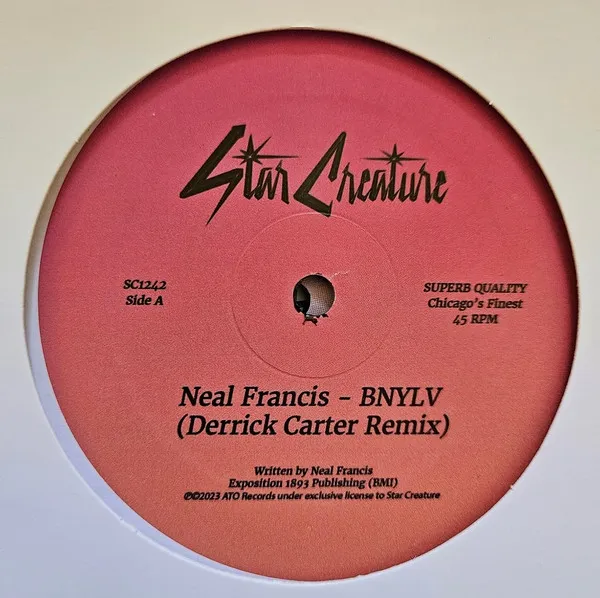 Star Creature
SC1242
Side A
SUPERB QUALITY
Chicago's Finest
45 RPM
Neal Francis - BNYLV
(Derrick Carter Remix)
Written by Neal Francis
Exposition 1893 Publishing (BMI)
℗©2023 ATO Records under exclusive license to Star Creature